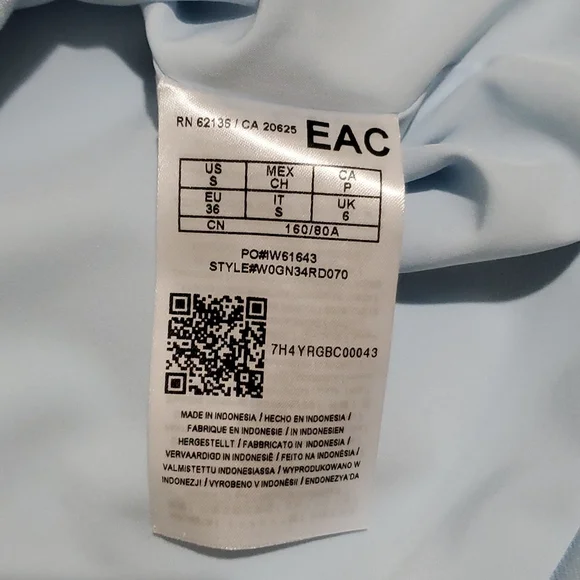 RN 62135 / CA 20625 EAC
US MEX CA
S CH P
EU IT UK
36 S 6
CN 160/80A
PO#IW61643
STYLE#W0GN34RD070
7H4YRGBC00043
MADE IN INDONESIA / HECHO EN INDONESIA /
FABRIQUE EN INDONESIE / IN INDONESIEN
HERGESTELLT / FABBRICATO IN INDONESIA /
VERVAARDIGD IN INDONESIË / FEITO NA INDONÉSIA /
VALMISTETTU INDONESIASSA / WYPRODUKOWANO W
INDONEZJI / VYROBENO V INDONÉSII / ENDONEZYA'DA